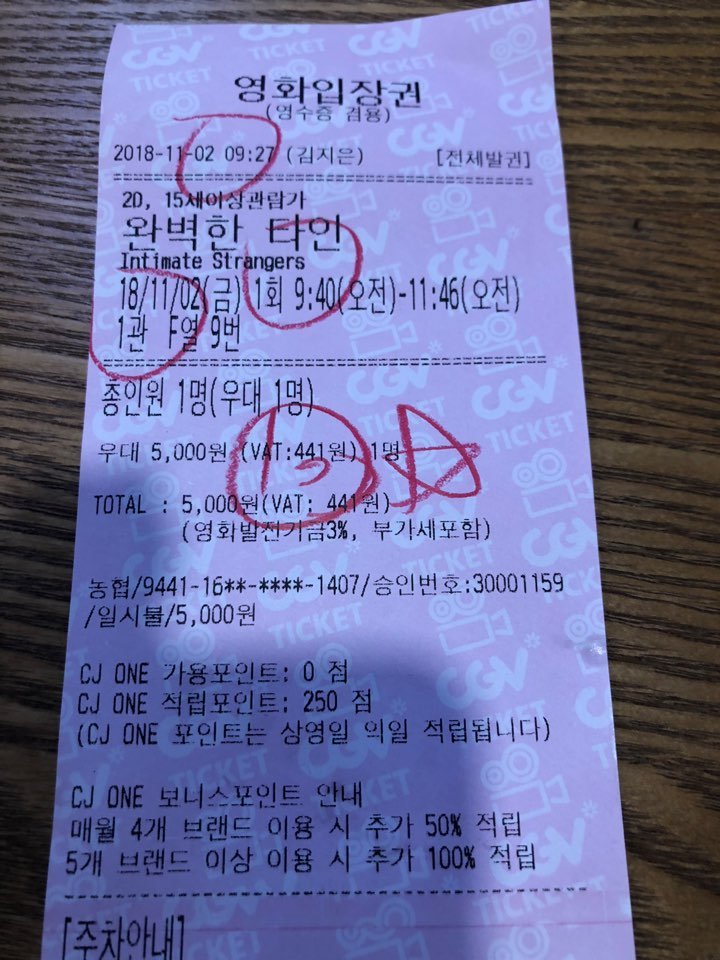 영화입장권
(영수증 겸용)
2018-11-02 09:27 (김지은) [전체발권]
2D, 15세이상관람가
완벽한 타인
Intimate Strangers
18/11/02(금) 1회 9:40(오전)-11:46(오전)
1관 F열 9번
총인원 1명(우대 1명)
우대 5,000원 (VAT:441원) 1명
TOTAL : 5,000원(VAT: 441원)
(영화발전기금3%, 부가세포함)
농협/9441-16**-****-1407/승인번호:30001159
/일시불/5,000원
CJ ONE 가용포인트: 0 점
CJ ONE 적립포인트: 250 점
(CJ ONE 포인트는 상영일 익일 적립됩니다)
CJ ONE 보너스포인트 안내
매월 4개 브랜드 이용 시 추가 50% 적립
5개 브랜드 이상 이용 시 추가 100% 적립
[주차안내]